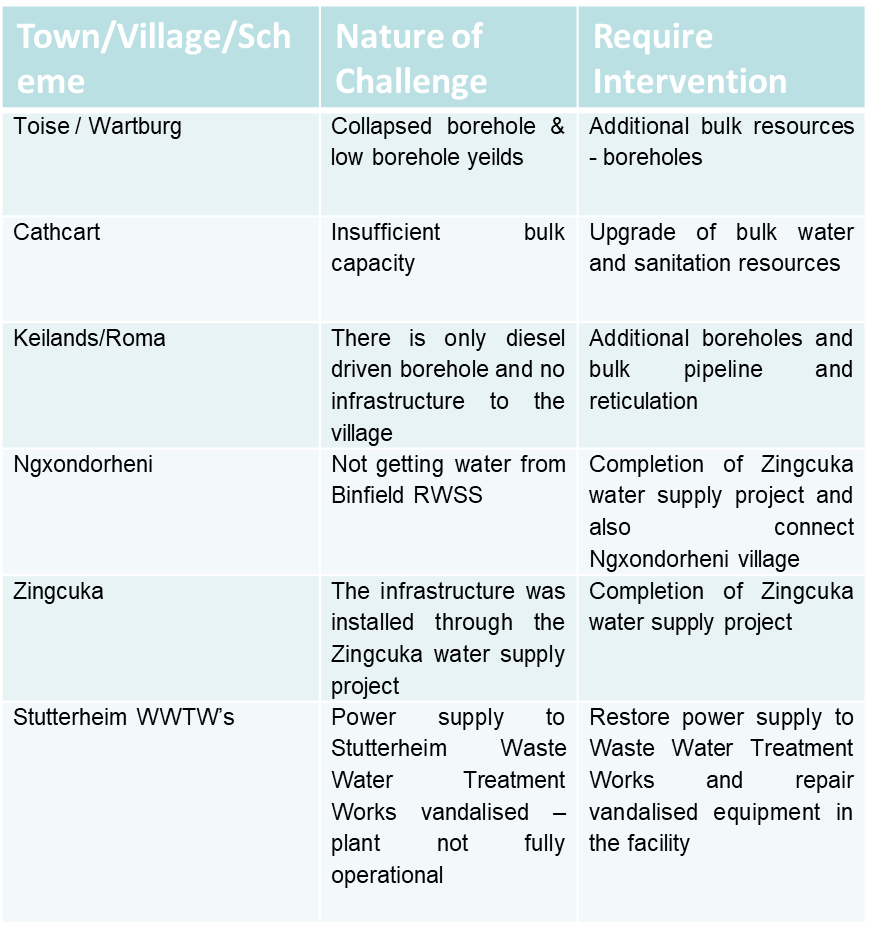 Town/Village/Sch
eme
Nature of
Challenge
Require
Intervention
Toise / Wartburg
Collapsed borehole &
low borehole yeilds
Additional bulk resources
- boreholes
Cathcart
Insufficient bulk
capacity
Upgrade of bulk water
and sanitation resources
Keilands/Roma
There is only diesel
driven borehole and no
infrastructure to the
village
Additional boreholes and
bulk pipeline and
reticulation
Ngxondorheni
Not getting water from
Binfield RWSS
Completion of Zingcuka
water supply project and
also connect
Ngxondorheni village
Zingcuka
The infrastructure was
installed through the
Zingcuka water supply
project
Completion of Zingcuka
water supply project
Stutterheim WWTW’s
Power supply to
Stutterheim Waste
Water Treatment
Works vandalised –
plant not fully
operational
Restore power supply to
Waste Water Treatment
Works and repair
vandalised equipment in
the facility